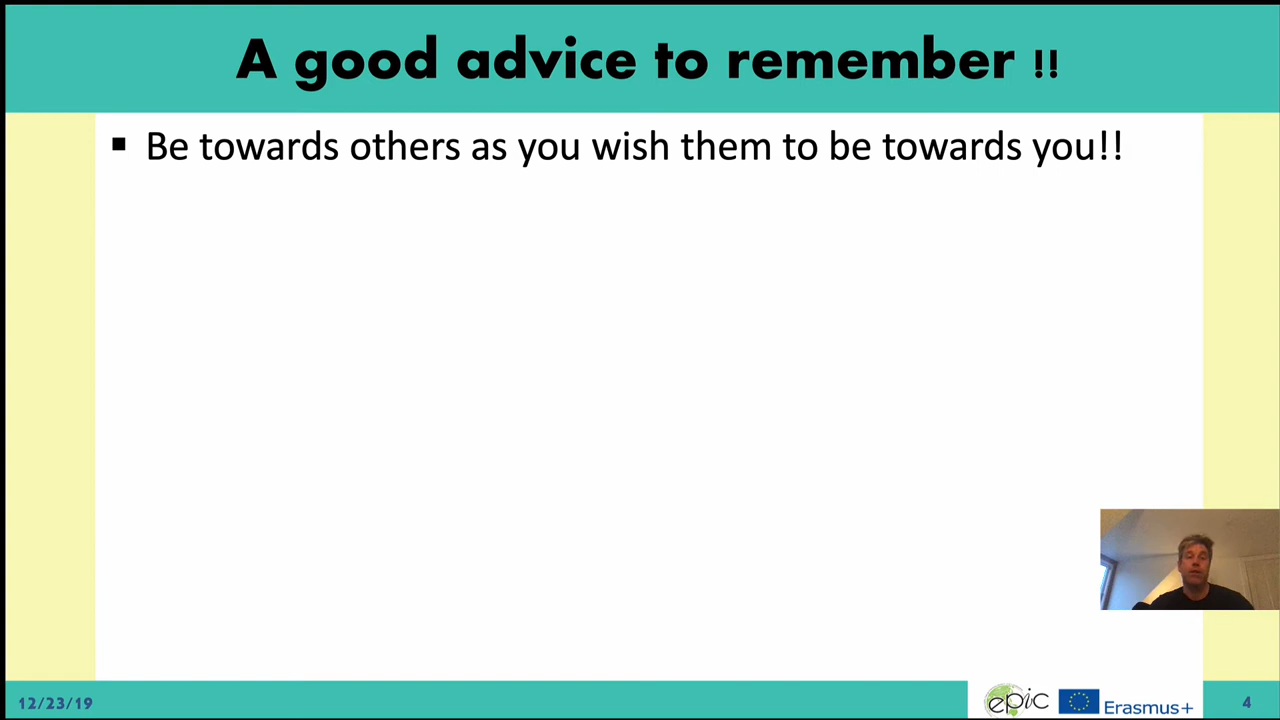 A good advice to remember !!
▪ Be towards others as you wish them to be towards you!!
12/23/19
epic
Erasmus+
4